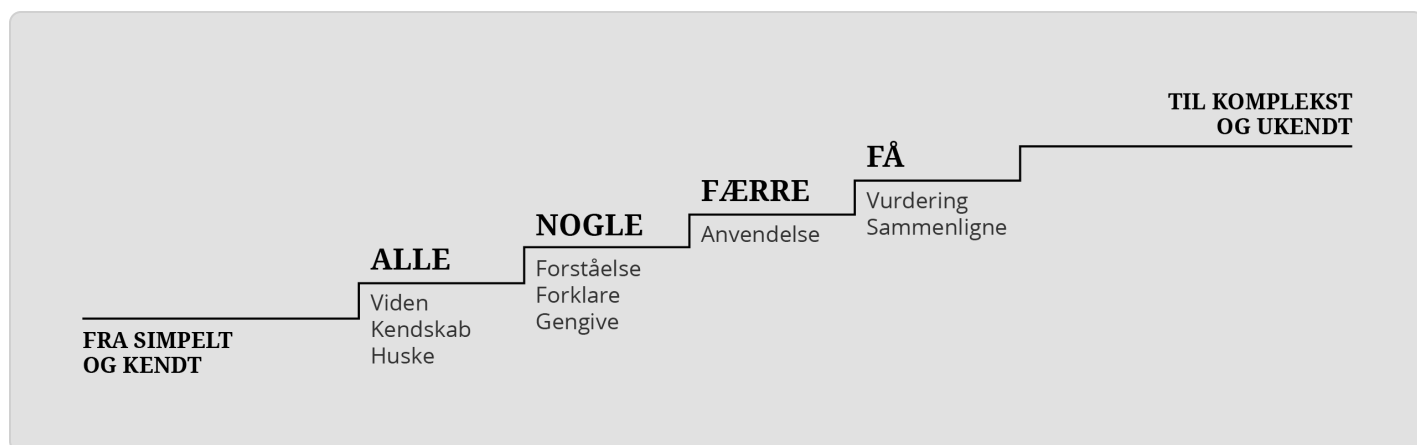 FRA SIMPELT
OG KENDT
ALLE
Viden
Kendskab
Huske
NOGLE
Forståelse
Forklare
Gengive
FÆRRE
Anvendelse
FÅ
Vurdering
Sammenligne
TIL KOMPLEKST
OG UKENDT